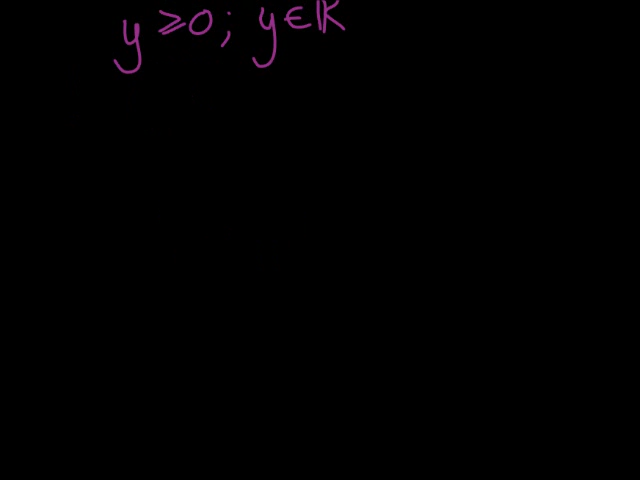 y ≥ 0 ; y ∈ ℝ